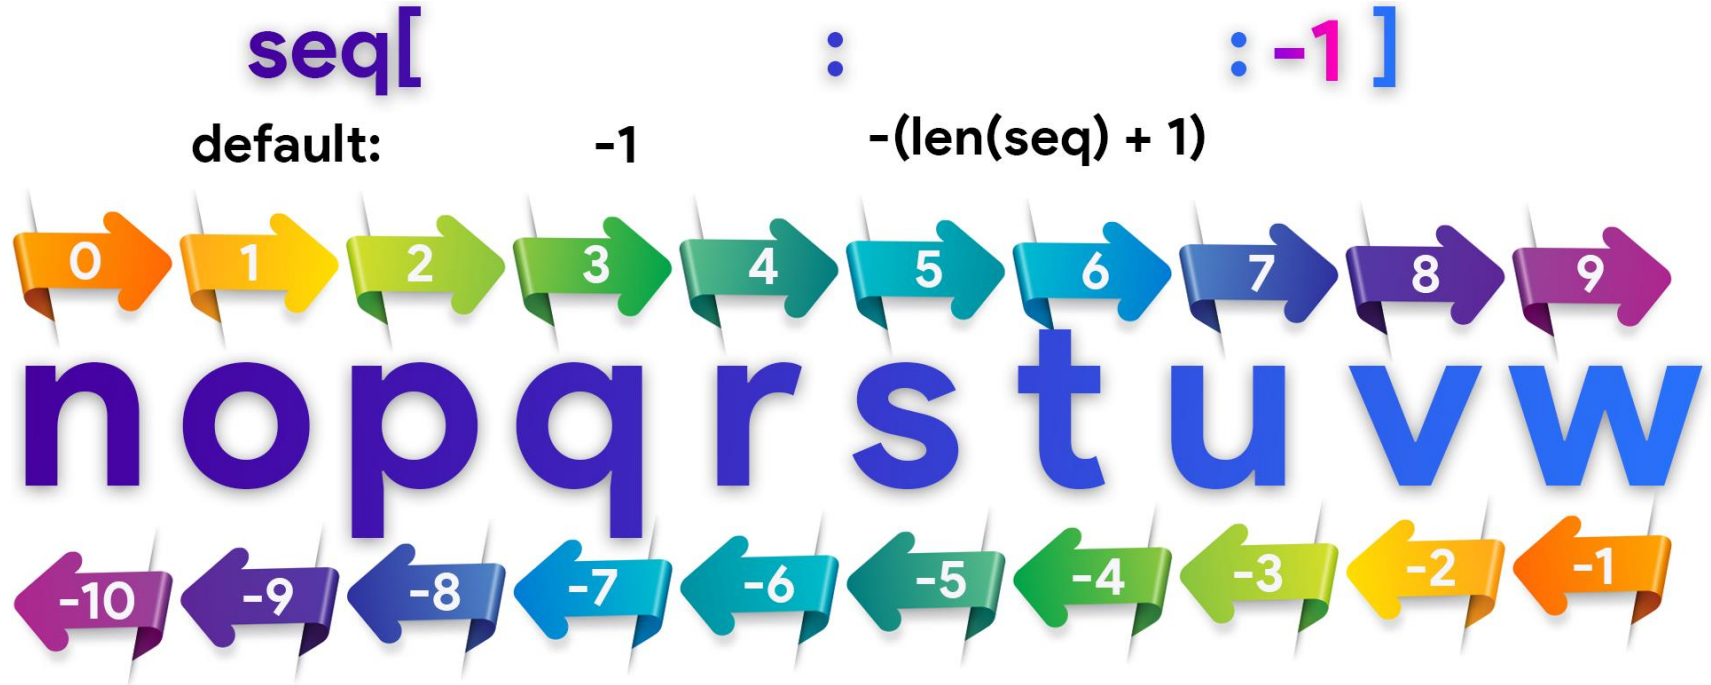 seq[ : : -1 ]
default: -1 -(len(seq) + 1)
0 1 2 3 4 5 6 7 8 9
n o p q r s t u v w
-10 -9 -8 -7 -6 -5 -4 -3 -2 -1